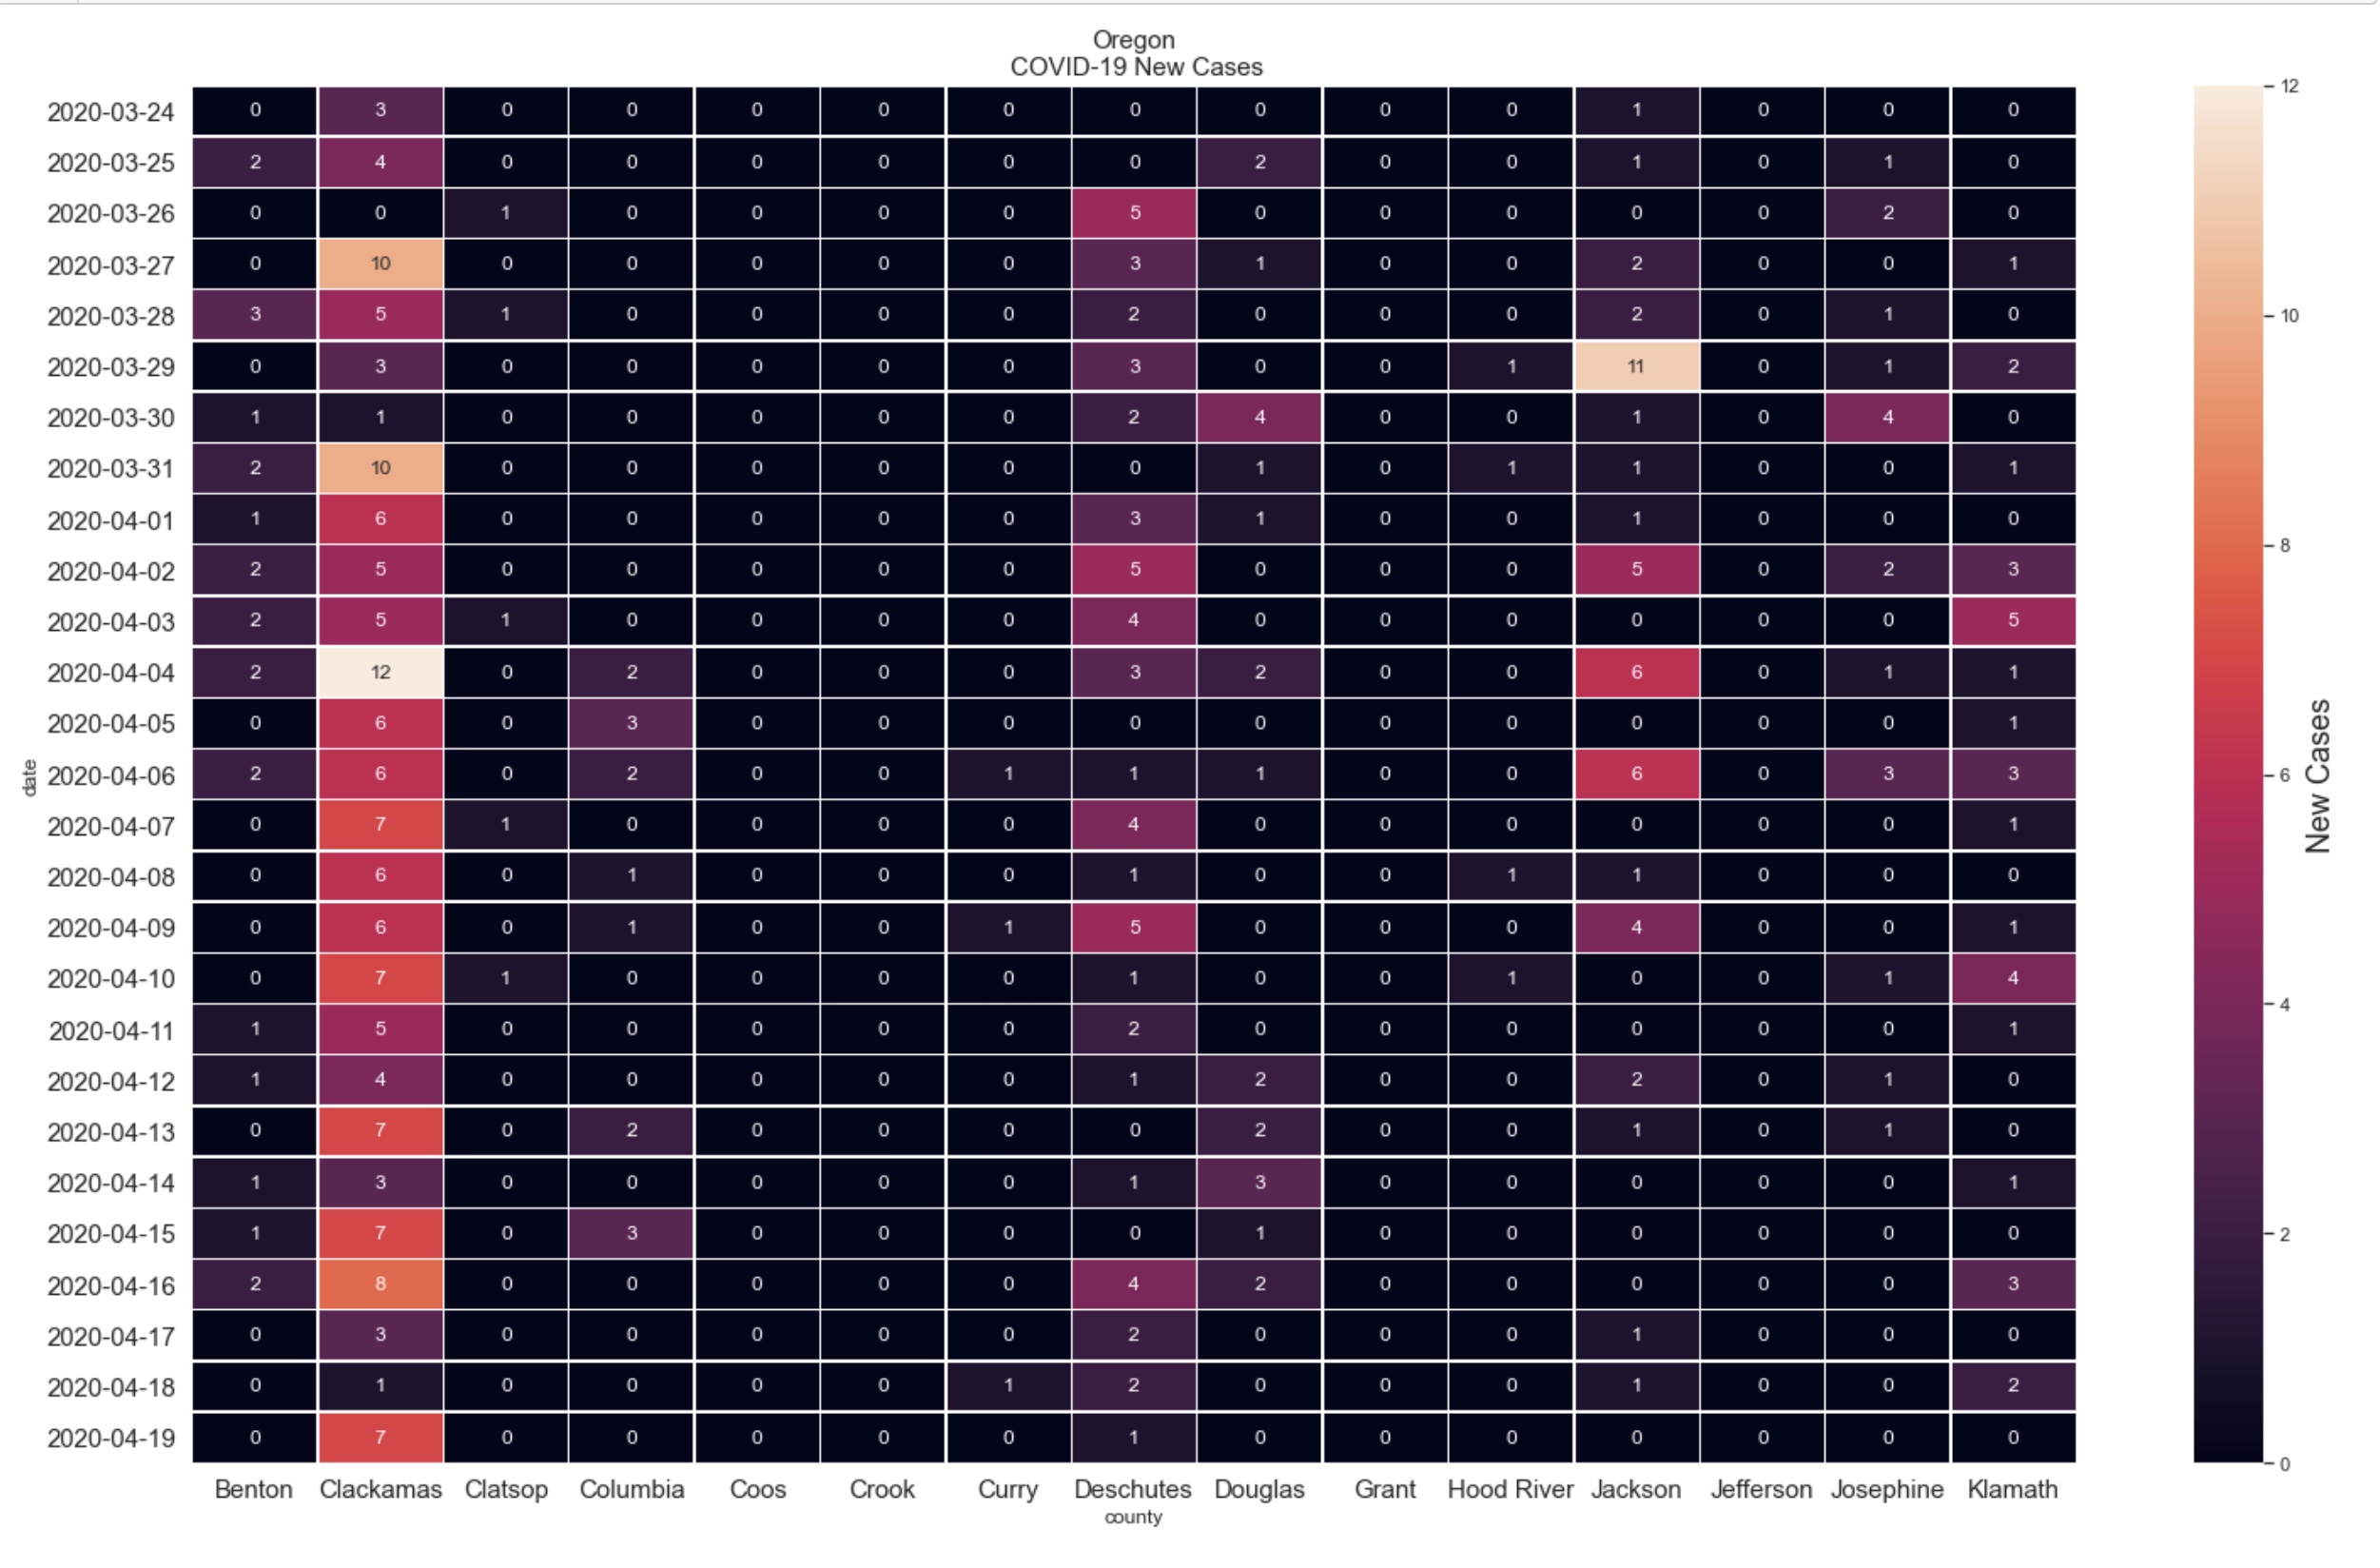 Oregon
COVID-19 New Cases
2020-03-24 0 3 0 0 0 0 0 0 0 0 0 1 0 0 0
2020-03-25 2 4 0 0 0 0 0 0 2 0 0 1 0 1 0
2020-03-26 0 0 1 0 0 0 0 5 0 0 0 0 0 2 0
2020-03-27 0 10 0 0 0 0 0 3 1 0 0 2 0 0 1
2020-03-28 3 5 1 0 0 0 0 2 0 0 0 2 0 1 0
2020-03-29 0 3 0 0 0 0 0 3 0 0 1 11 0 1 2
2020-03-30 1 1 0 0 0 0 0 2 4 0 0 1 0 4 0
2020-03-31 2 10 0 0 0 0 0 0 1 0 1 1 0 0 1
2020-04-01 1 6 0 0 0 0 0 3 1 0 0 1 0 0 0
2020-04-02 2 5 0 0 0 0 0 5 0 0 0 5 0 2 3
2020-04-03 2 5 1 0 0 0 0 4 0 0 0 0 0 0 5
2020-04-04 2 12 0 2 0 0 0 3 2 0 0 6 0 1 1
2020-04-05 0 6 0 3 0 0 0 0 0 0 0 0 0 0 1
2020-04-06 2 6 0 2 0 0 1 1 1 0 0 6 0 3 3
2020-04-07 0 7 1 0 0 0 0 4 0 0 0 0 0 0 1
2020-04-08 0 6 0 1 0 0 0 1 0 0 1 1 0 0 0
2020-04-09 0 6 0 1 0 0 1 5 0 0 0 4 0 0 1
2020-04-10 0 7 1 0 0 0 0 1 0 0 1 0 0 1 4
2020-04-11 1 5 0 0 0 0 0 2 0 0 0 0 0 0 1
2020-04-12 1 4 0 0 0 0 0 1 2 0 0 2 0 1 0
2020-04-13 0 7 0 2 0 0 0 0 2 0 0 1 0 1 0
2020-04-14 1 3 0 0 0 0 0 1 3 0 0 0 0 0 1
2020-04-15 1 7 0 3 0 0 0 0 1 0 0 0 0 0 0
2020-04-16 2 8 0 0 0 0 0 4 2 0 0 0 0 0 3
2020-04-17 0 3 0 0 0 0 0 2 0 0 0 1 0 0 0
2020-04-18 0 1 0 0 0 0 1 2 0 0 0 1 0 0 2
2020-04-19 0 7 0 0 0 0 0 1 0 0 0 0 0 0 0
Benton Clackamas Clatsop Columbia Coos Crook Curry Deschutes Douglas Grant Hood River Jackson Jefferson Josephine Klamath
county
date
12
10
8
6
4
2
0
New Cases